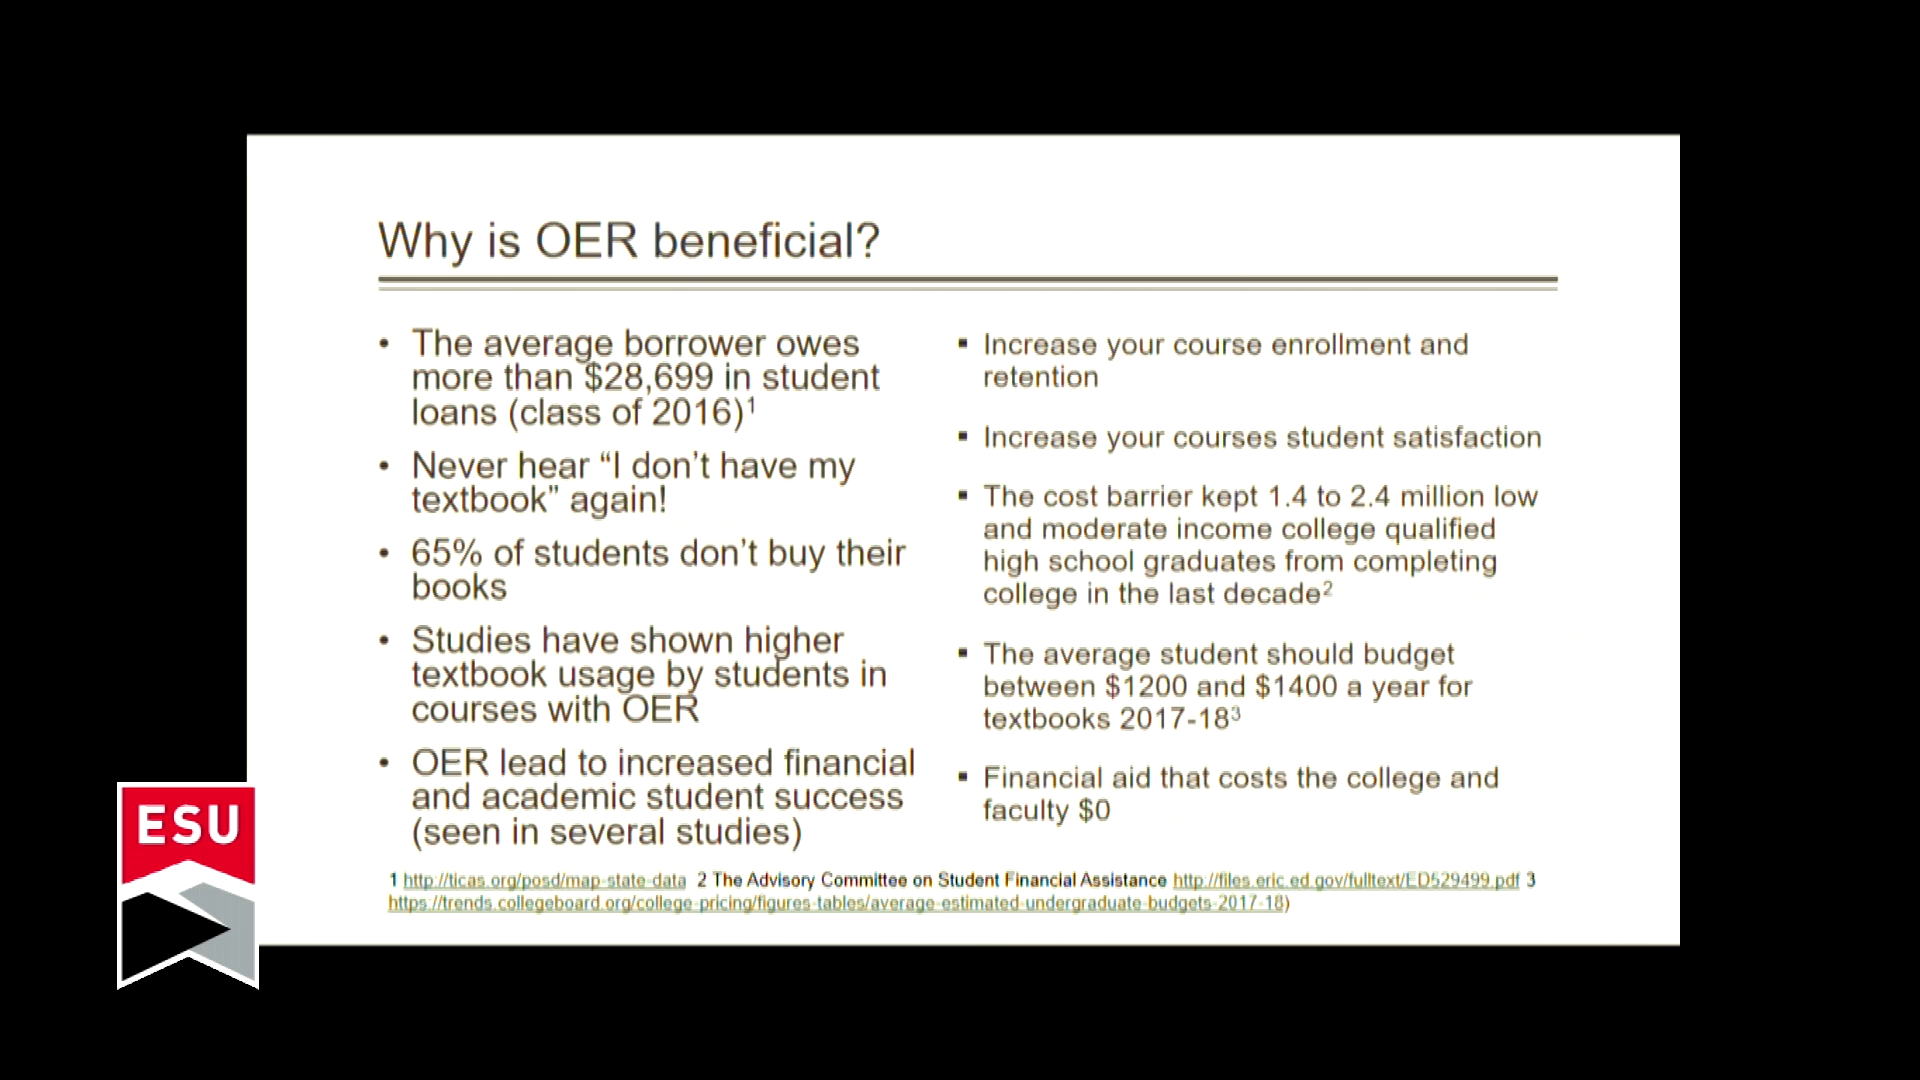 Why is OER beneficial?
• The average borrower owes
more than $28,699 in student
loans (class of 2016)1
• Never hear “I don’t have my
textbook” again!
• 65% of students don’t buy their
books
• Studies have shown higher
textbook usage by students in
courses with OER
• OER lead to increased financial
and academic student success
(seen in several studies)
▪ Increase your course enrollment and
retention
▪ Increase your courses student satisfaction
▪ The cost barrier kept 1.4 to 2.4 million low
and moderate income college qualified
high school graduates from completing
college in the last decade2
▪ The average student should budget
between $1200 and $1400 a year for
textbooks 2017-183
▪ Financial aid that costs the college and
faculty $0
1 http://ticas.org/posd/map-state-data 2 The Advisory Committee on Student Financial Assistance http://files.eric.ed.gov/fulltext/ED529499.pdf 3
https://trends.collegeboard.org/college-pricing/figures-tables/average-estimated-undergraduate-budgets-2017-18)
ESU